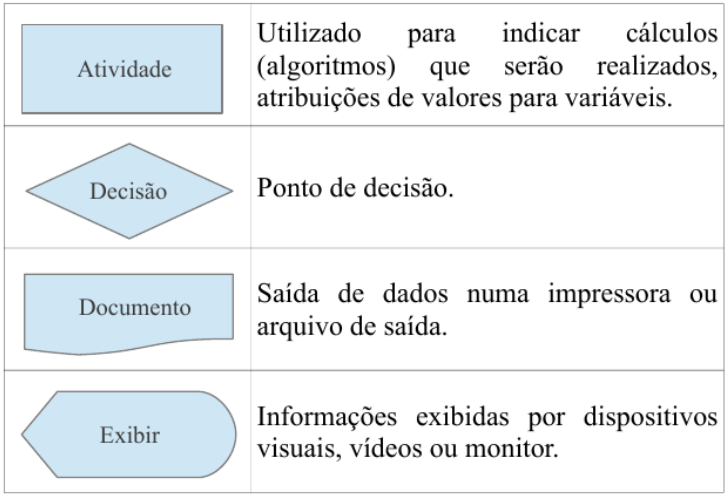 Atividade
Utilizado para indicar cálculos
(algoritmos) que serão realizados,
atribuições de valores para variáveis.
Decisão
Ponto de decisão.
Documento
Saída de dados numa impressora ou
arquivo de saída.
Exibir
Informações exibidas por dispositivos
visuais, vídeos ou monitor.